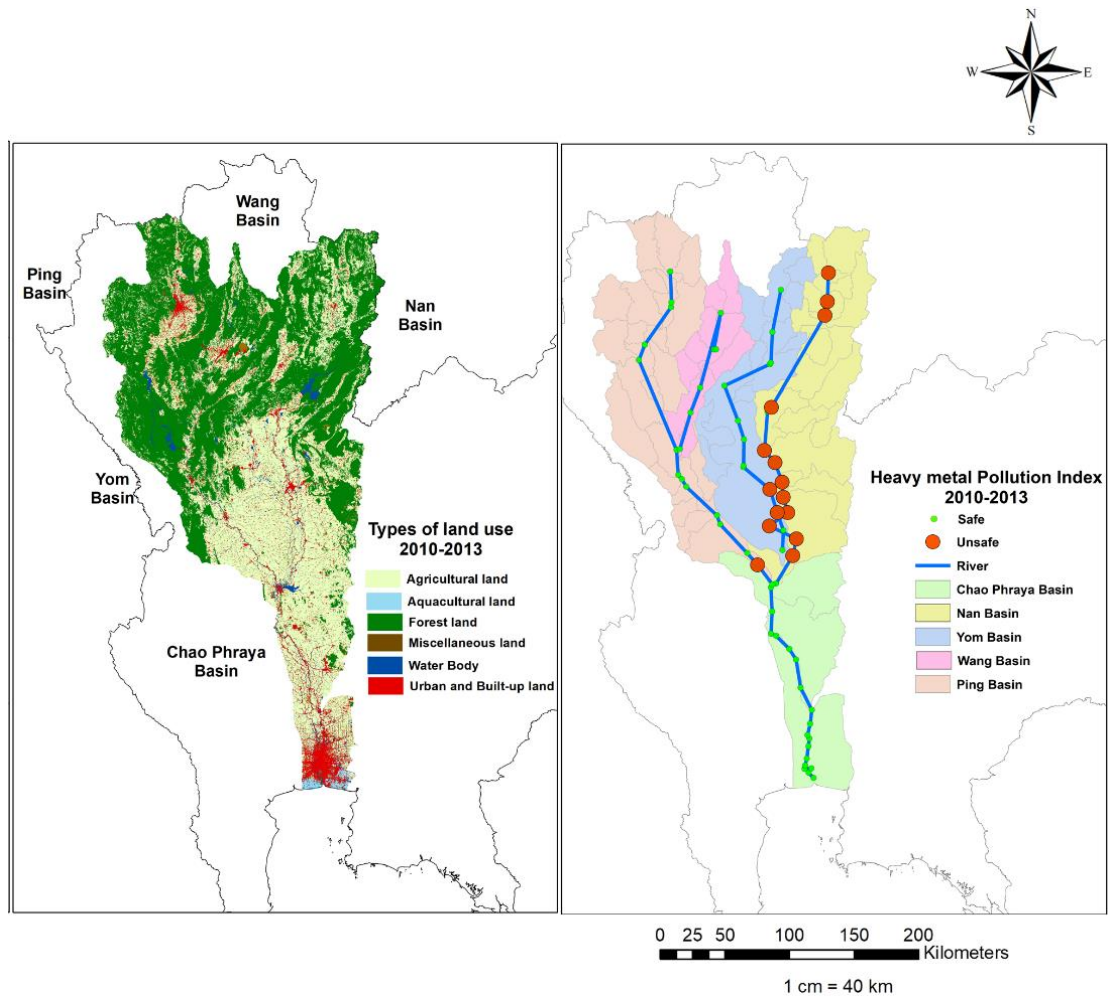 N
W
E
S
Wang
Basin
Ping
Basin
Nan
Basin
Yom
Basin
Chao Phraya
Basin
Types of land use
2010-2013
Agricultural land
Aquacultural land
Forest land
Miscellaneous land
Water Body
Urban and Built-up land
Heavy metal Pollution Index
2010-2013
Safe
Unsafe
River
Chao Phraya Basin
Nan Basin
Yom Basin
Wang Basin
Ping Basin
0 25 50 100 150 200
Kilometers
1 cm = 40 km